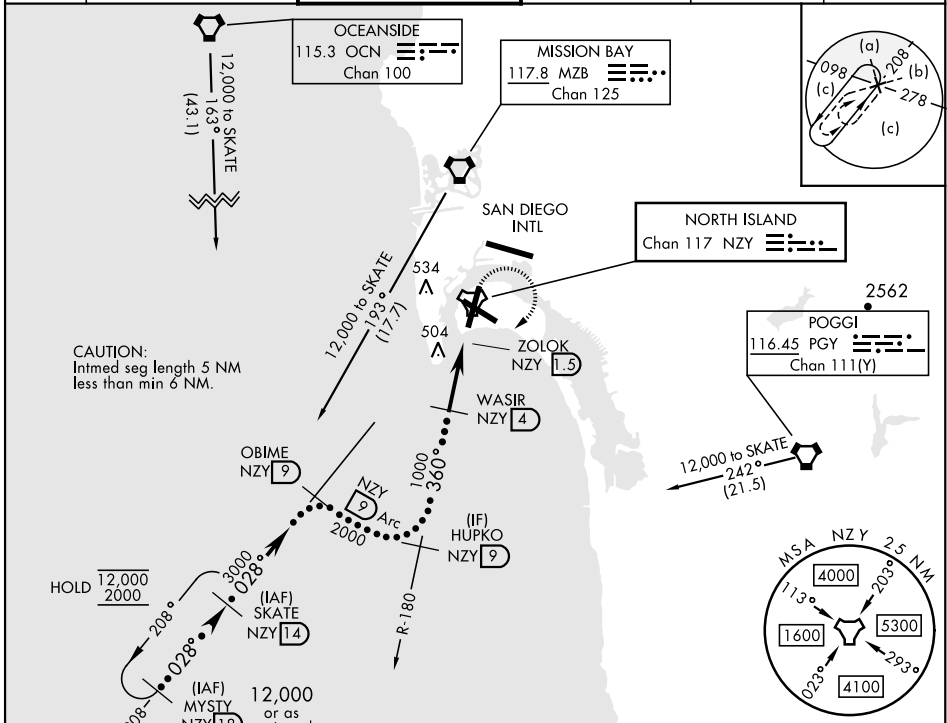 OCEANSIDE
115.3 OCN
Chan 100
MISSION BAY
117.8 MZB
Chan 125
(a)
208
098
(b)
(c)
278
(c)
12,000 to SKATE
163°
(43.1)
SAN DIEGO
INTL
NORTH ISLAND
Chan 117 NZY
12,000 to SKATE
193°
(17.7)
534
504
2562
POGGI
116.45 PGY
Chan 111(Y)
ZOLOK
NZY 1.5
CAUTION:
Intmed seg length 5 NM
less than min 6 NM.
WASIR
NZY 4
12,000 to SKATE
242°
(21.5)
OBIME
NZY 9
1000
360°
NZY
9 Arc
2000
(IF)
HUPKO
NZY 9
R-180
HOLD 12,000
2000
3000
028°
208°
(IAF)
SKATE
NZY 14
028°
(IAF)
MYSTY
NZY 18
12,000
or as
MSA NZY 25 NM
4000
113°
203°
1600
5300
023°
293°
4100